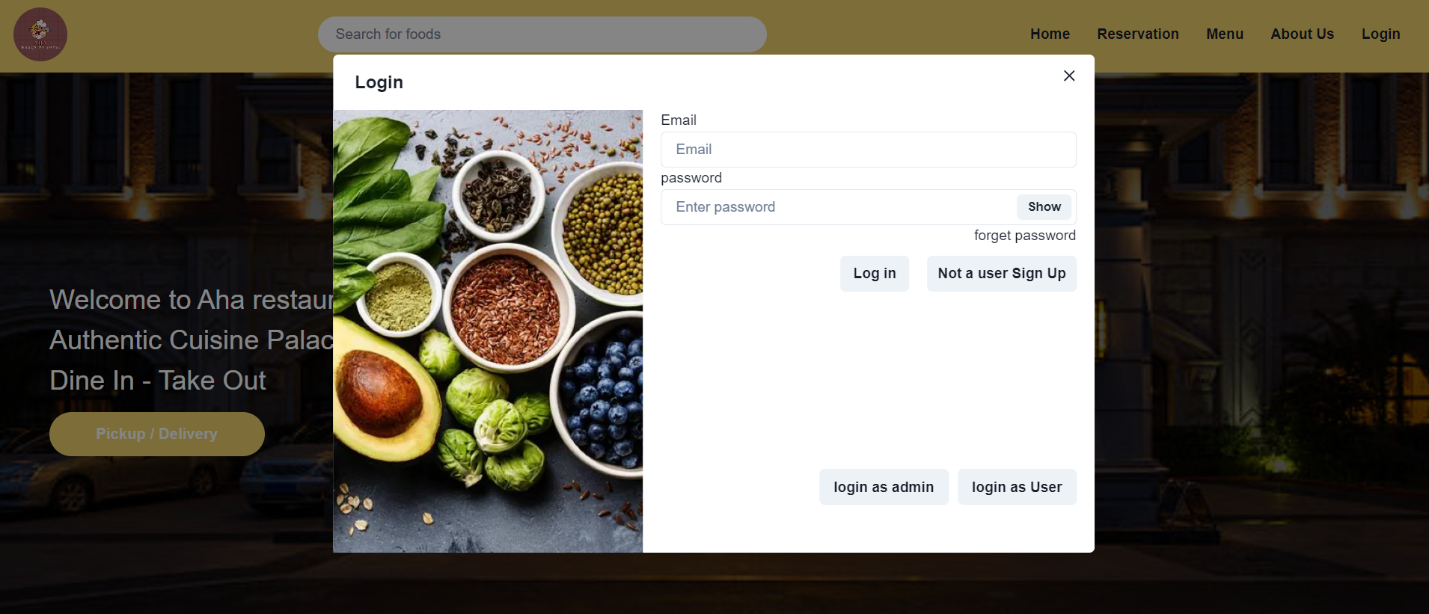 Search for foods
Home Reservation Menu About Us Login
Login
Email
Email
password
Enter password Show
forget password
Log in Not a user Sign Up
Welcome to Aha restaur
Authentic Cuisine Palac
Dine In - Take Out
Pickup / Delivery
login as admin login as User